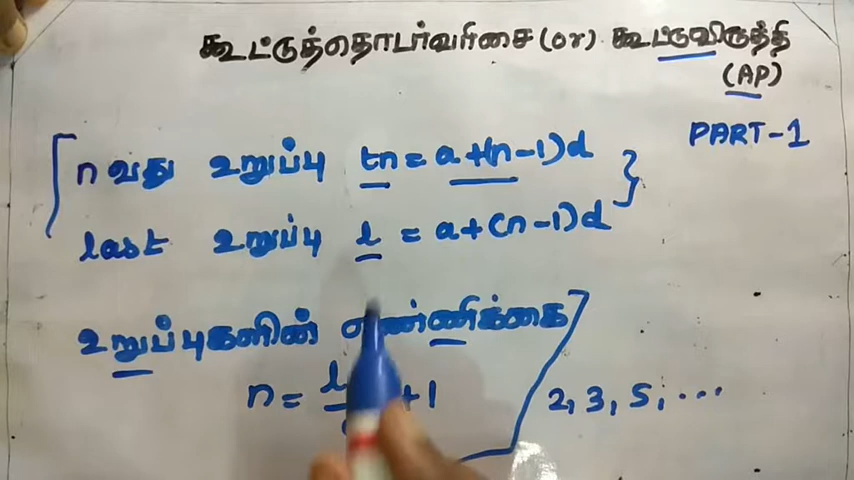 கூட்டுத்தொடர்வரிசை (or) கூட்டுவிருத்தி
(AP)
PART-1
n வது உறுப்பு tn = a+(n-1)d
last உறுப்பு l = a+(n-1)d
உறுப்புகளின் எண்ணிக்கை
n = l +1
2, 3, 5, ...